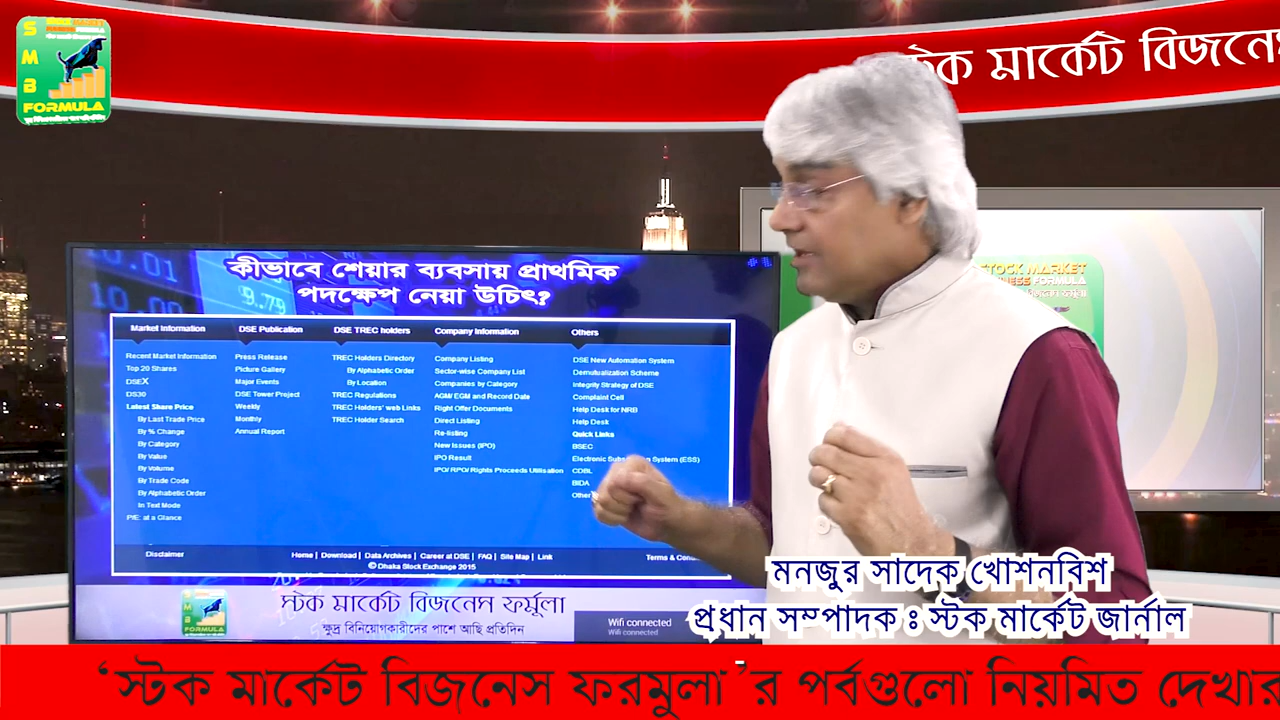 S
M
B
FORMULA
স্টক মার্কেট বিজনেস
STOCK MARKET
কীভাবে শেয়ার ব্যবসায় প্রাথমিক
পদক্ষেপ নেয়া উচিৎ?
Market Information
Recent Market Information
Top 20 Shares
DSEX
DS30
Latest Share Price
By Last Trade Price
By % Change
By Category
By Value
By Volume
By Trade Code
By Alphabetic Order
In Text Mode
P/E: at a Glance
DSE Publication
Press Release
Picture Gallery
Major Events
DSE Tower Project
Weekly
Monthly
Annual Report
DSE TREC holders
TREC Holders Directory
By Alphabetic Order
By Location
TREC Regulations
TREC Holders' web Links
TREC Holder Search
Company Information
Company Listing
Sector-wise Company List
Companies by Category
AGM/ EGM and Record Date
Right Offer Documents
Direct Listing
Re-listing
New Issues (IPO)
IPO Result
IPO/ RPO/ Rights Proceeds Utilisation
Others
DSE New Automation System
Demutualization Scheme
Integrity Strategy of DSE
Complaint Cell
Help Desk for NRB
Help Desk
Quick Links
BSEC
Electronic System (ESS)
CDBL
BIDA
Other
Disclaimer
Home | Download | Data Archives | Career at DSE | FAQ | Site Map | Link
Terms &
© Dhaka Stock Exchange 2015
FORMULA
স্টক মার্কেট বিজনেস ফর্মুলা
ক্ষুদ্র বিনিয়োগকারীদের পাশে আছি প্রতিদিন
Wifi connected
Wifi connected
মনজুর সাদেক খোশনবিশ
প্রধান সম্পাদক ঃ স্টক মার্কেট জার্নাল
‘স্টক মার্কেট বিজনেস ফরমুলা’র পর্বগুলো নিয়মিত দেখার